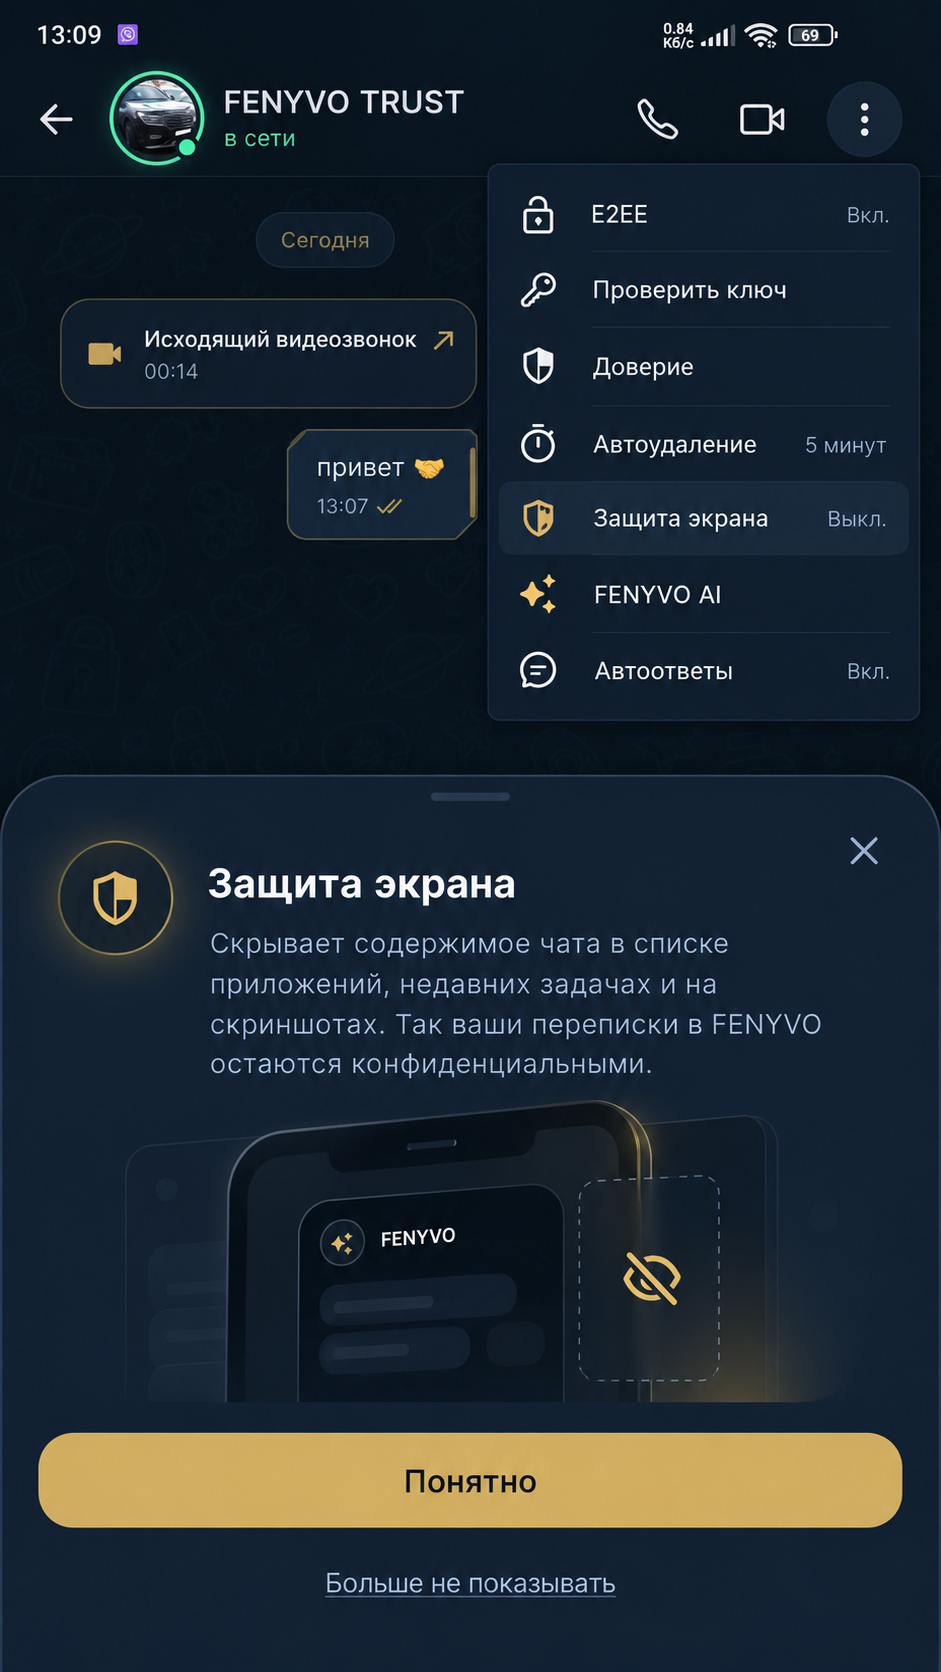 13:09
0.84
Кб/с
69
FENYVO TRUST
в сети
Сегодня
Исходящий видеозвонок
00:14
привет 🤝
13:07
E2EE Вкл.
Проверить ключ
Доверие
Автоудаление 5 минут
Защита экрана Выкл.
FENYVO AI
Автоответы Вкл.
Защита экрана
Скрывает содержимое чата в списке
приложений, недавних задачах и на
скриншотах. Так ваши переписки в FENYVO
остаются конфиденциальными.
FENYVO
Понятно
Больше не показывать